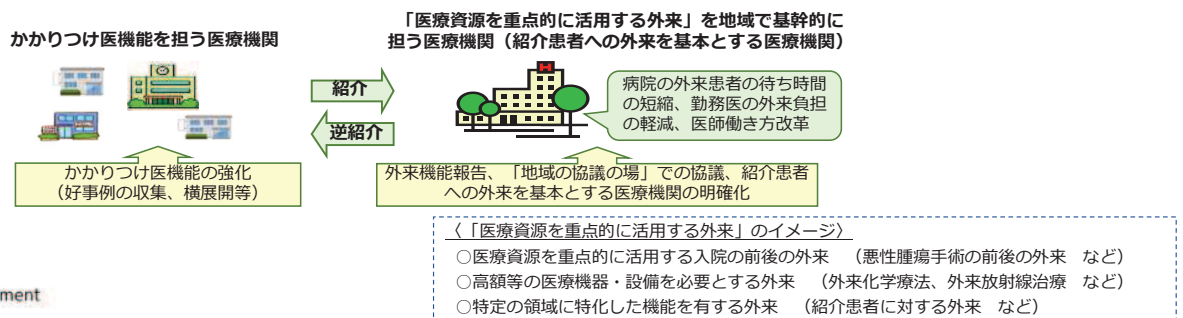 かかりつけ医機能を担う医療機関
「医療資源を重点的に活用する外来」を地域で基幹的に
担う医療機関（紹介患者への外来を基本とする医療機関）
紹介
逆紹介
病院の外来患者の待ち時間
の短縮、勤務医の外来負担
の軽減、医師働き方改革
かかりつけ医機能の強化
（好事例の収集、横展開等）
外来機能報告、「地域の協議の場」での協議、紹介患者
への外来を基本とする医療機関の明確化
〈「医療資源を重点的に活用する外来」のイメージ〉
○医療資源を重点的に活用する入院の前後の外来　（悪性腫瘍手術の前後の外来　など）
○高額等の医療機器・設備を必要とする外来　（外来化学療法、外来放射線治療　など）
○特定の領域に特化した機能を有する外来　（紹介患者に対する外来　など）
ment